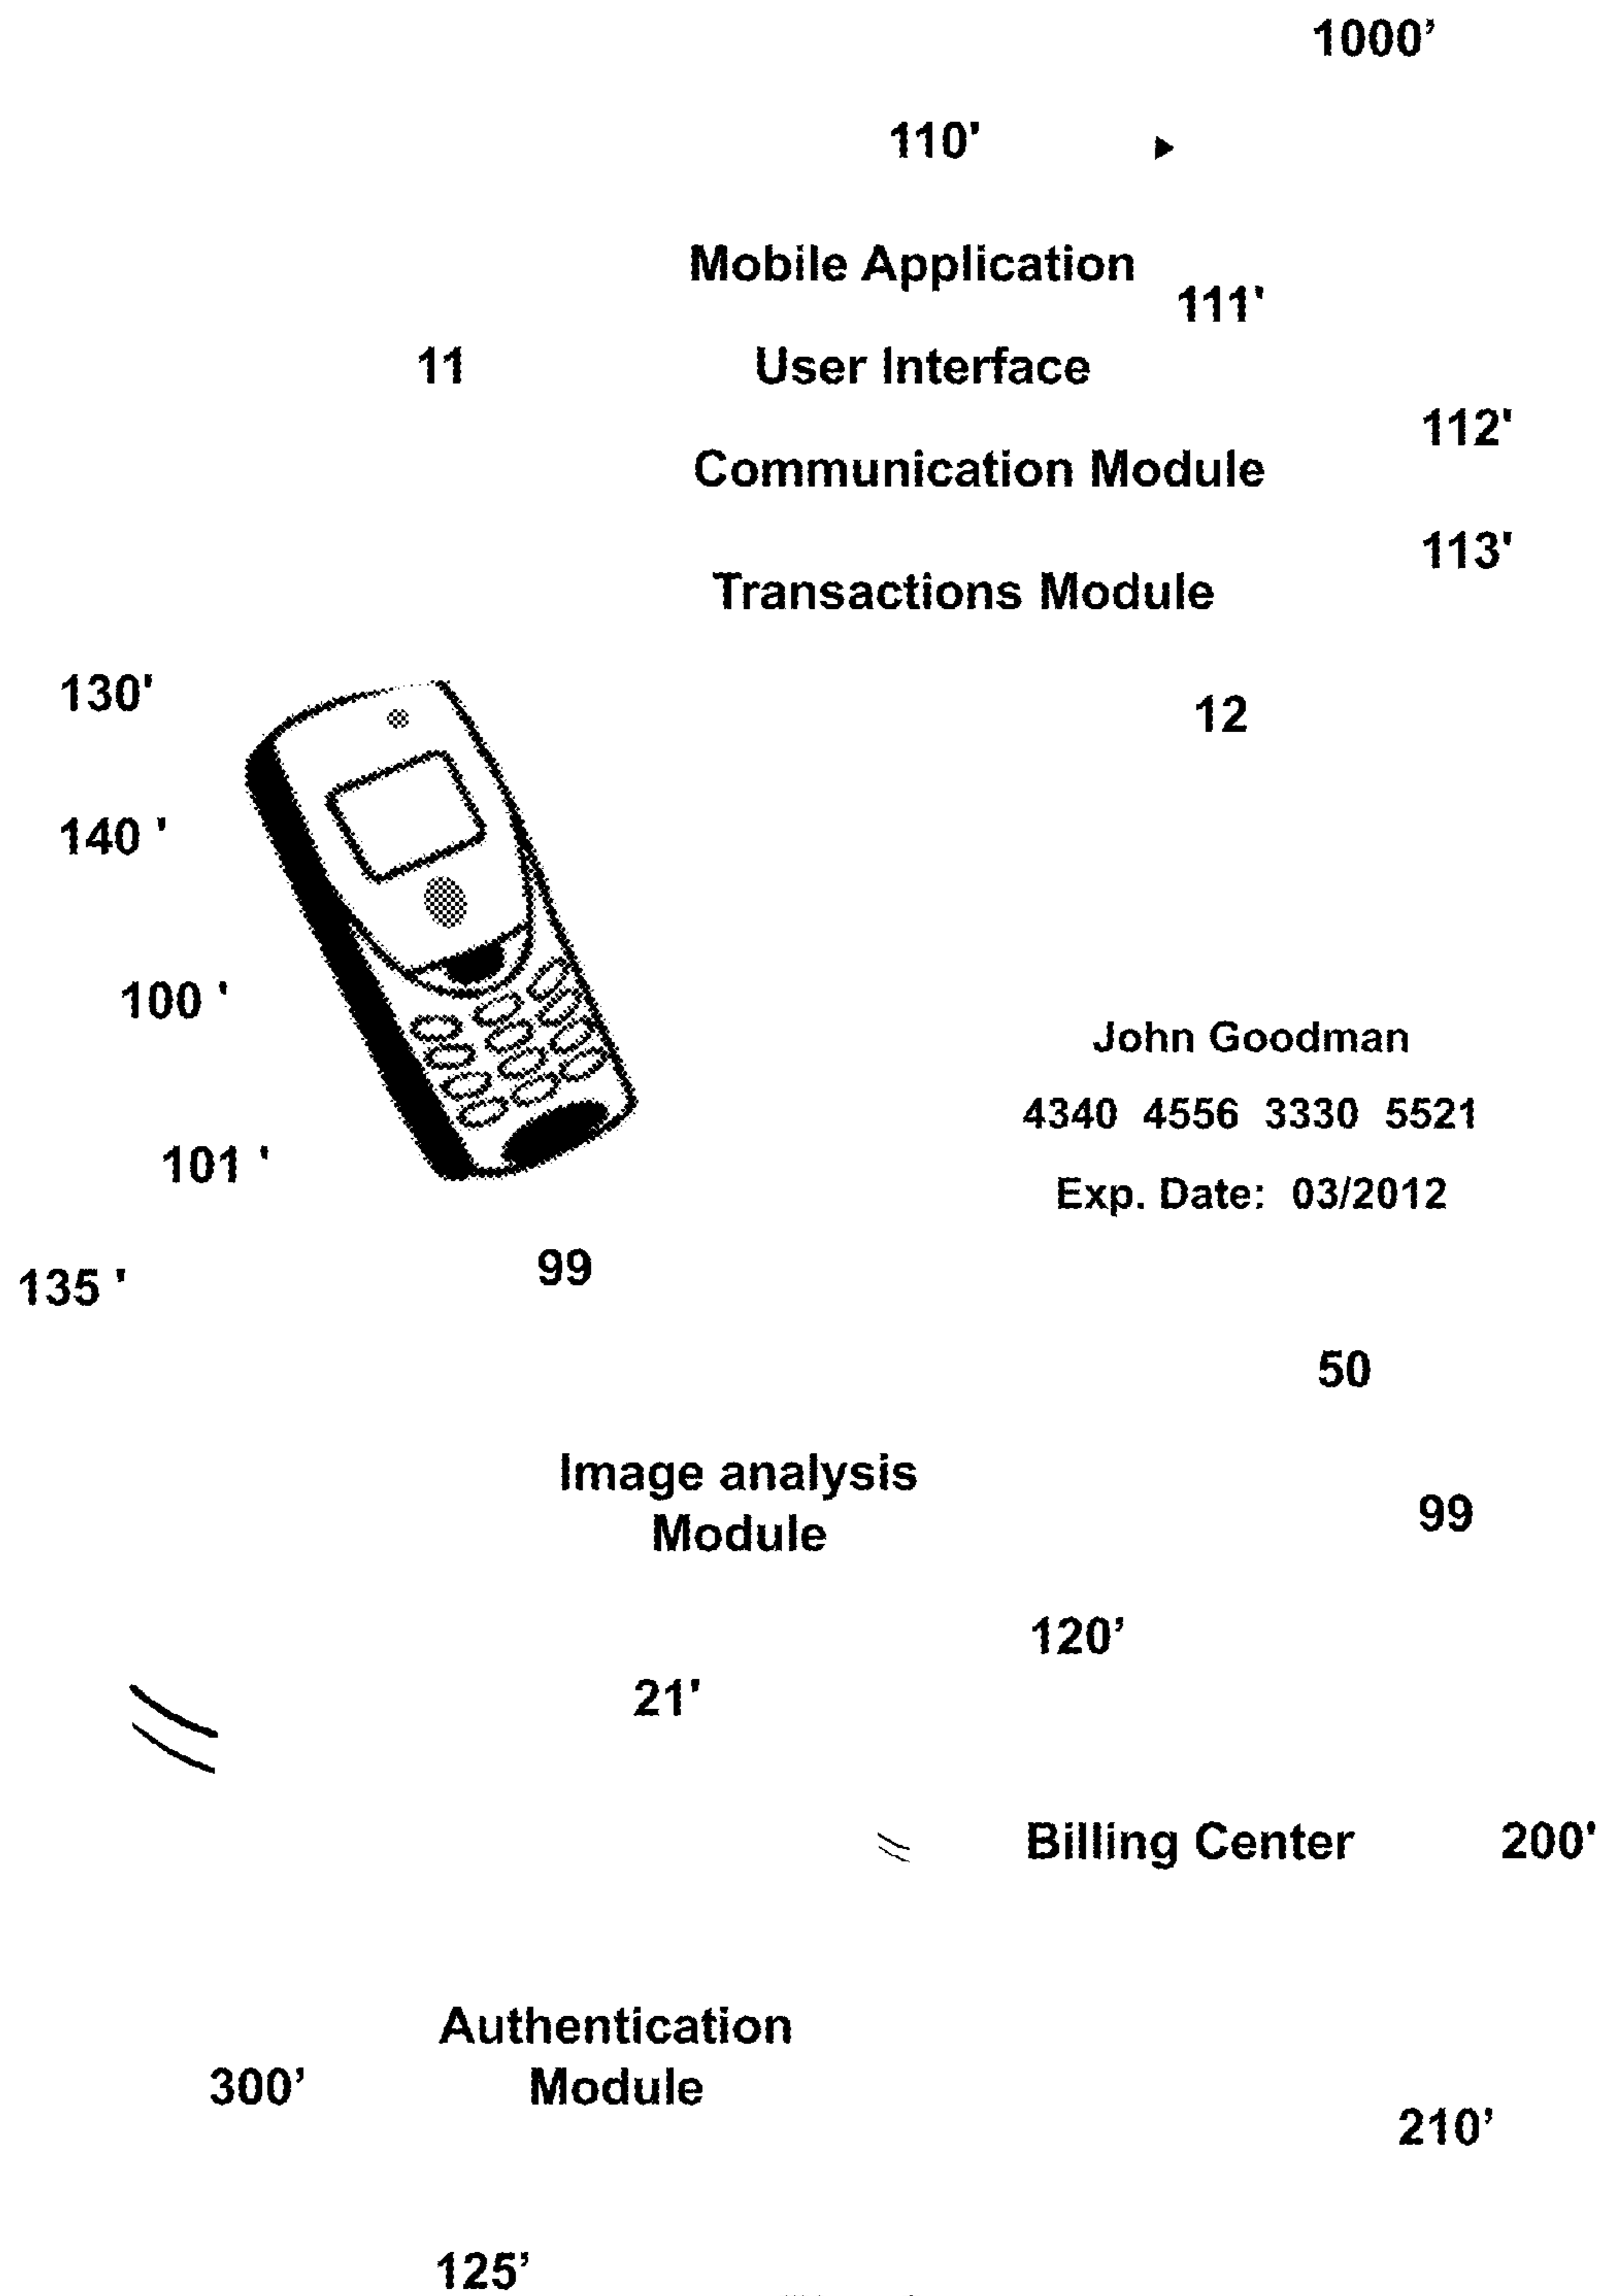 1000’
110'
Mobile Application
111'
11
User Interface
112'
Communication Module
113'
Transactions Module
130'
12
140 '
100 '
John Goodman
4340 4556 3330 5521
101 '
Exp. Date: 03/2012
99
135 '
50
Image analysis
Module
99
120’
21'
Billing Center
200'
Authentication
300’
Module
210’
125’